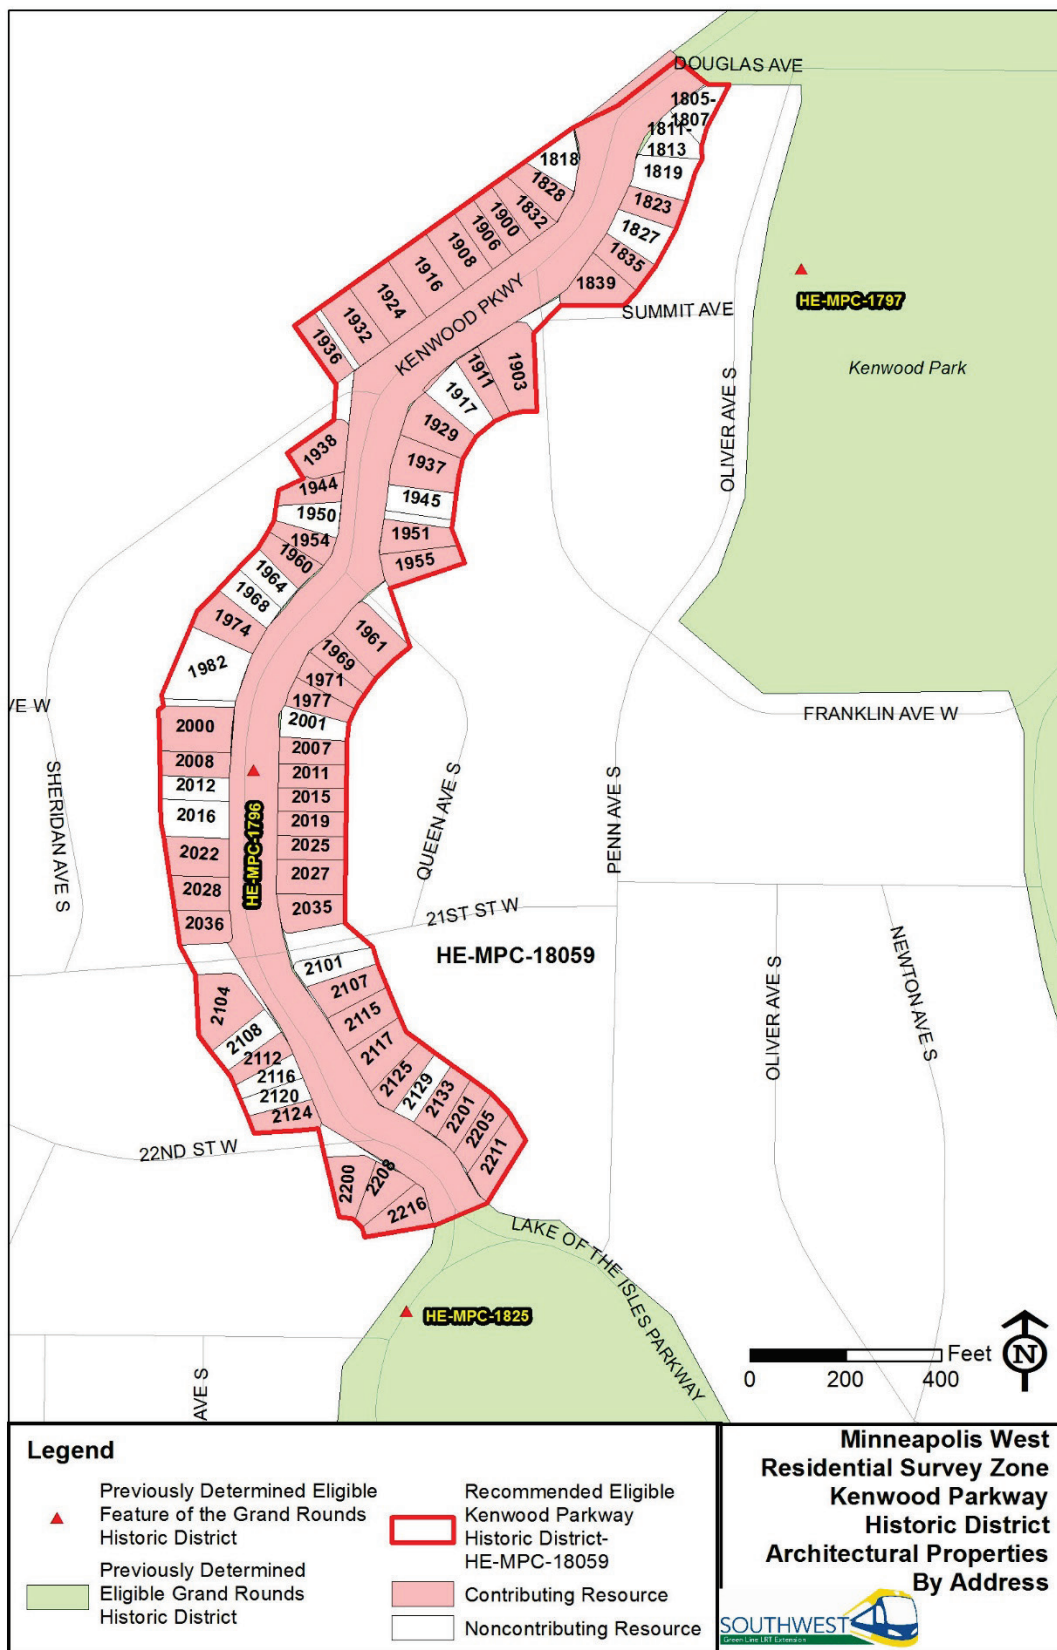 DOUGLAS AVE
1805-
1807
1811-
1813
1818
1819
1828
1823
1832
1827
1900
1835
1906
1839
1908
1916
1924
1932
1936
KENWOOD PKWY
SUMMIT AVE
HE-MPC-1797
Kenwood Park
OLIVER AVE S
1903
1911
1917
1929
1937
1945
1951
1955
1938
1944
1950
1954
1960
1964
1968
1974
1982
1961
1969
1971
1977
2001
VE W
FRANKLIN AVE W
2000
2008
2012
2016
2022
2028
2036
2007
2011
2015
2019
2025
2027
2035
HE-MPC-1796
SHERIDAN AVE S
QUEEN AVE S
PENN AVE S
21ST ST W
HE-MPC-18059
OLIVER AVE S
NEWTON AVE S
2101
2107
2115
2117
2125
2129
2133
2201
2205
2211
2104
2108
2112
2116
2120
2124
22ND ST W
2200
2208
2216
LAKE OF THE ISLES PARKWAY
HE-MPC-1825
AVE S
Feet
0 200 400
N
Legend
Previously Determined Eligible
Feature of the Grand Rounds
Historic District
Previously Determined
Eligible Grand Rounds
Historic District
Recommended Eligible
Kenwood Parkway
Historic District-
HE-MPC-18059
Contributing Resource
Noncontributing Resource
Minneapolis West
Residential Survey Zone
Kenwood Parkway
Historic District
Architectural Properties
By Address
SOUTHWEST
Green Line LRT Extension